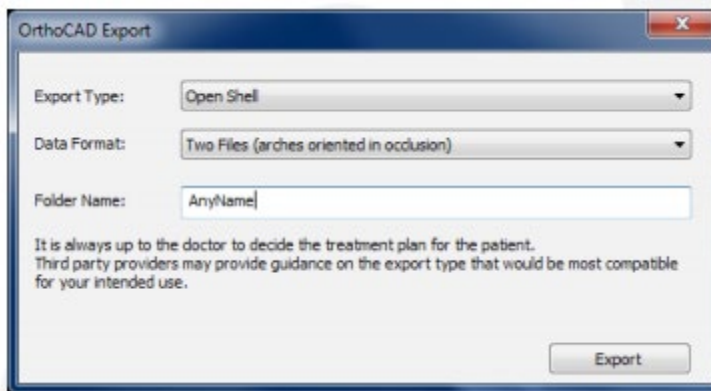 OrthoCAD Export
Export Type: Open Shell
Data Format: Two Files (arches oriented in occlusion)
Folder Name: AnyName
It is always up to the doctor to decide the treatment plan for the patient.
Third party providers may provide guidance on the export type that would be most compatible
for your intended use.
Export